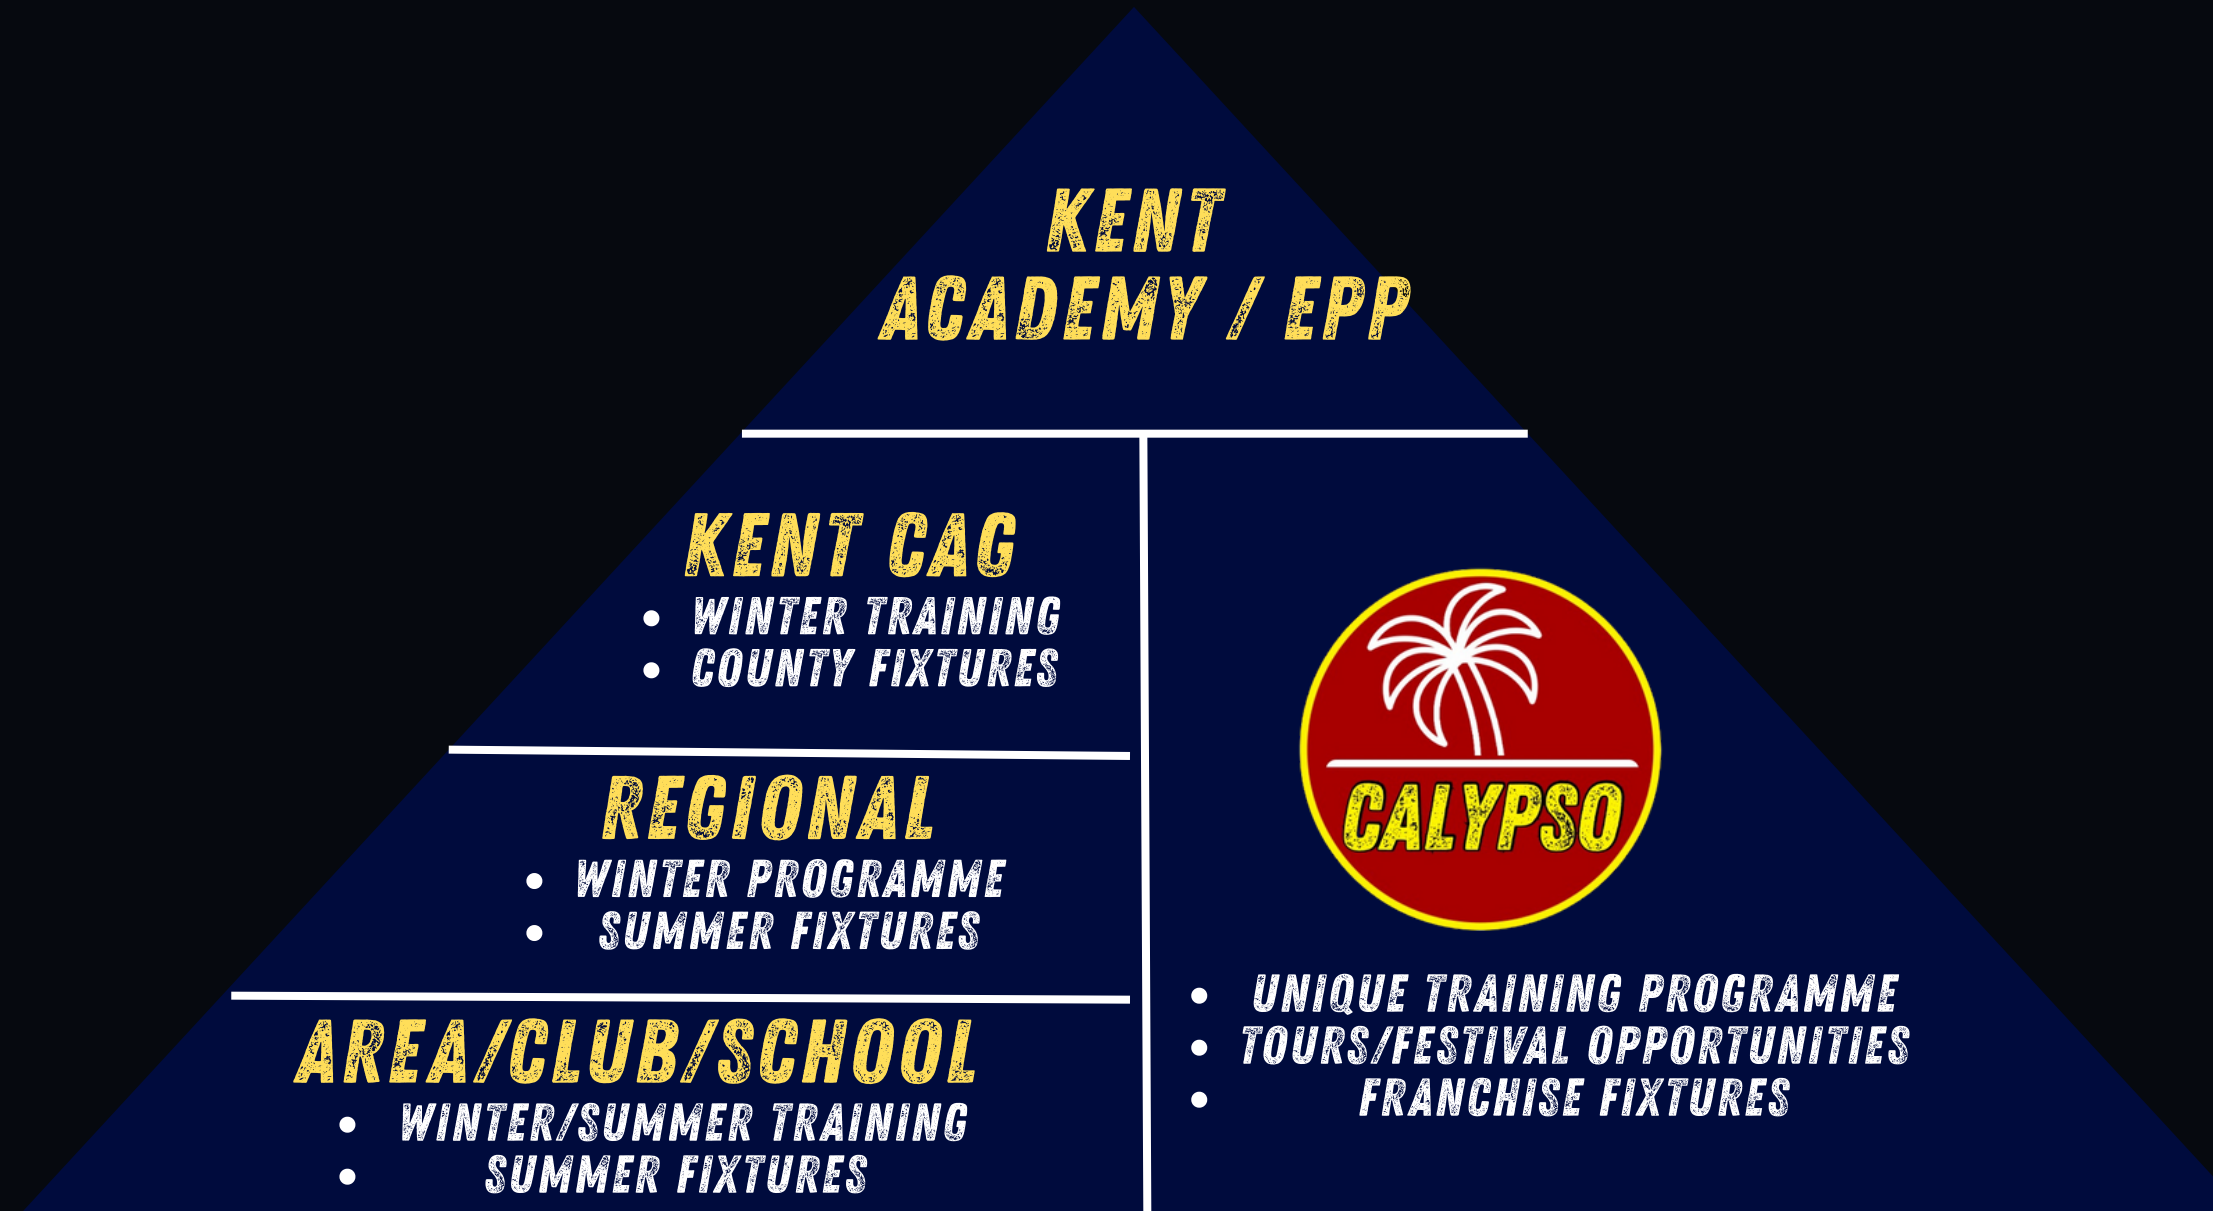 KENT
ACADEMY / EPP
KENT CAG
• WINTER TRAINING
• COUNTY FIXTURES
REGIONAL
• WINTER PROGRAMME
• SUMMER FIXTURES
AREA/CLUB/SCHOOL
• WINTER/SUMMER TRAINING
• SUMMER FIXTURES
CALYPSO
• UNIQUE TRAINING PROGRAMME
• TOURS/FESTIVAL OPPORTUNITIES
• FRANCHISE FIXTURES